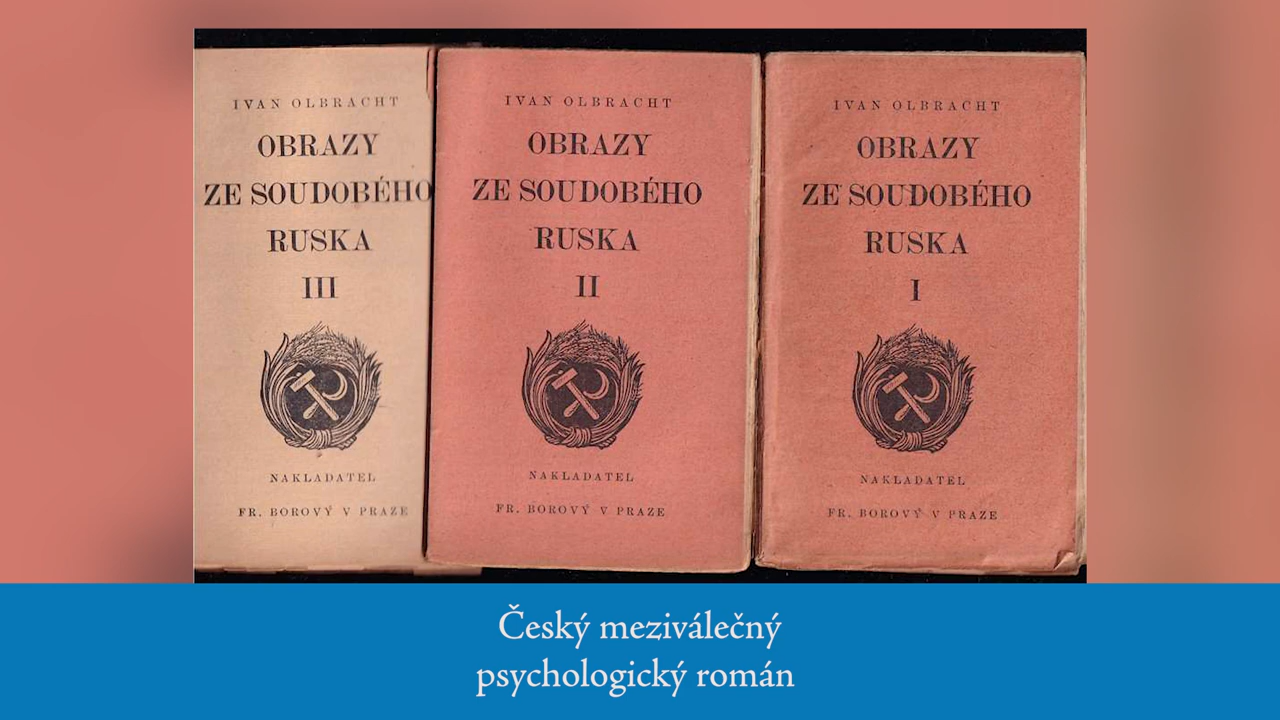 IVAN OLBRACHT
OBRAZY
ZE SOUDOBÉHO
RUSKA
III
NAKLADATEL
FR. BOROVÝ V PRAZE
IVAN OLBRACHT
OBRAZY
ZE SOUDOBÉHO
RUSKA
II
NAKLADATEL
FR. BOROVÝ V PRAZE
IVAN OLBRACHT
OBRAZY
ZE SOUDOBÉHO
RUSKA
I
NAKLADATEL
FR. BOROVÝ V PRAZE
Český meziválečný
psychologický román